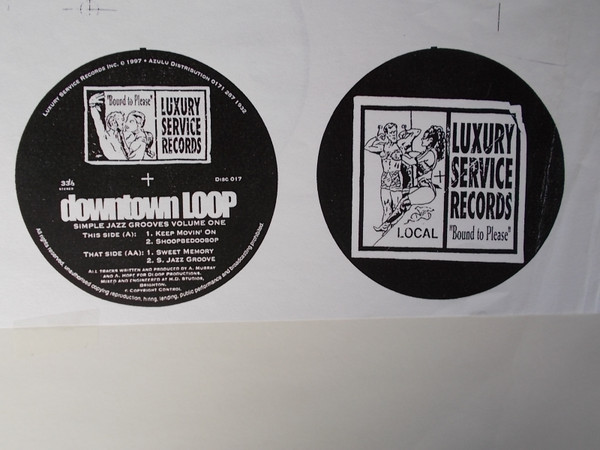 Luxury Service Records Inc. © 1997 • Azulu Distribution 0171 287 1932
"Bound to Please"
LUXURY
SERVICE
RECORDS
33⅓
STEREO
Disc 017
downtown LOOP
SIMPLE JAZZ GROOVES VOLUME ONE
This side (A): 1. Keep Movin' On
2. Shoopbedoobop
That side (AA): 1. Sweet Memory
2. S. Jazz Groove
All tracks written and produced by A. Murray
and A. Hope for DLoop Productions.
Mixed and engineered at M.D. Studios,
Brighton.
© Copyright Control
All rights reserved, unauthorised copying reproduction, hiring, lending, public performance and broadcasting prohibited
LUXURY
SERVICE
RECORDS
LOCAL
"Bound to Please"